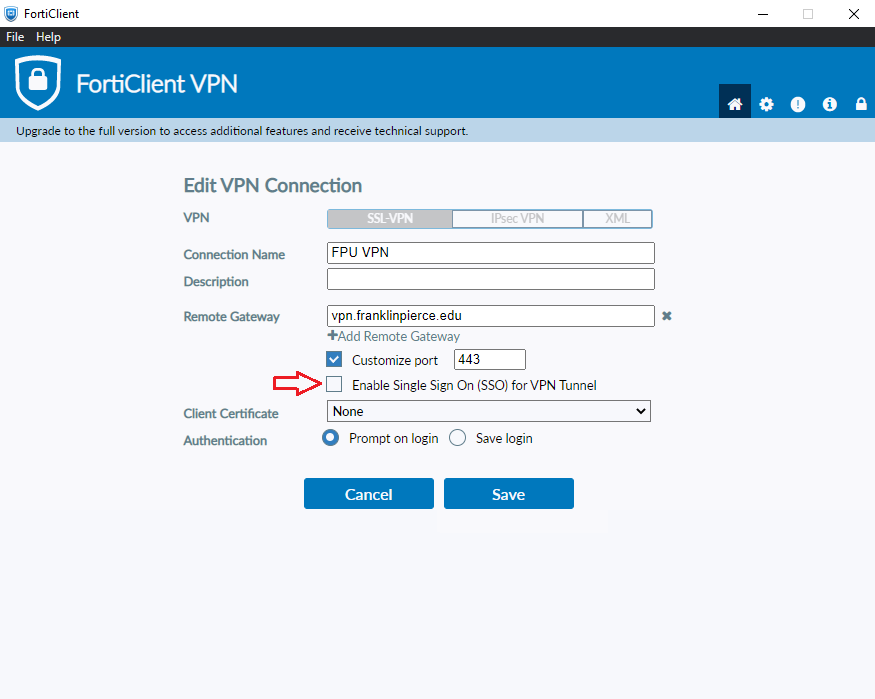 FortiClient
File Help
FortiClient VPN
Upgrade to the full version to access additional features and receive technical support.
Edit VPN Connection
VPN SSL-VPN IPsec VPN XML
Connection Name FPU VPN
Description
Remote Gateway vpn.franklinpierce.edu
+Add Remote Gateway
Customize port 443
Enable Single Sign On (SSO) for VPN Tunnel
Client Certificate None
Authentication Prompt on login Save login
Cancel Save